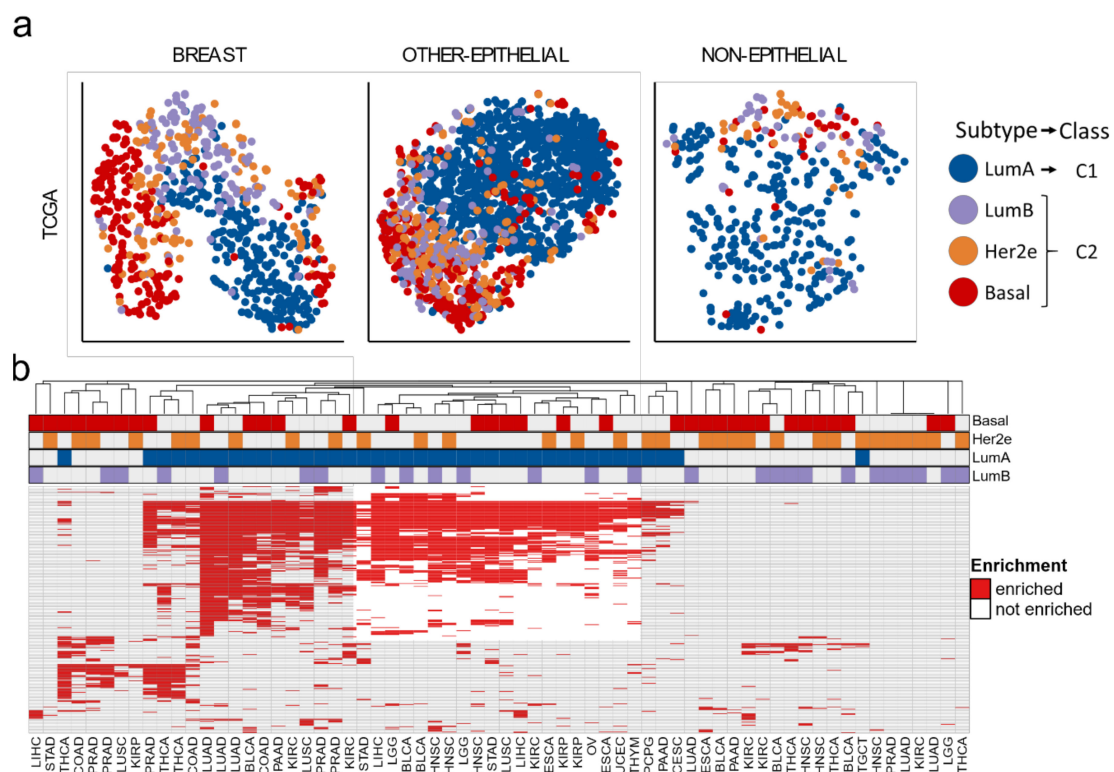 a
BREAST
OTHER-EPITHELIAL
NON-EPITHELIAL
TCGA
Subtype → Class
LumA → C1
LumB
Her2e
C2
Basal
b
Basal
Her2e
LumA
LumB
Enrichment
enriched
not enriched
LIHC
STAD
THCA
COAD
PRAD
PRAD
LUSC
KIRP
PRAD
THCA
THCA
COAD
LUAD
LUAD
LUAD
BLCA
COAD
PAAD
KIRC
LUSC
PRAD
PRAD
KIRC
STAD
LIHC
LGG
BLCA
BLCA
HNSC
HNSC
LGG
HNSC
STAD
LUSC
LIHC
KIRC
ESCA
KIRP
KIRP
OV
ESCA
UCEC
THYM
PCPG
PAAD
CESC
LUAD
ESCA
BLCA
PAAD
KIRC
KIRC
BLCA
THCA
HNSC
HNSC
THCA
BLCA
TGCT
HNSC
PRAD
LUAD
KIRC
LUAD
LGG
THCA